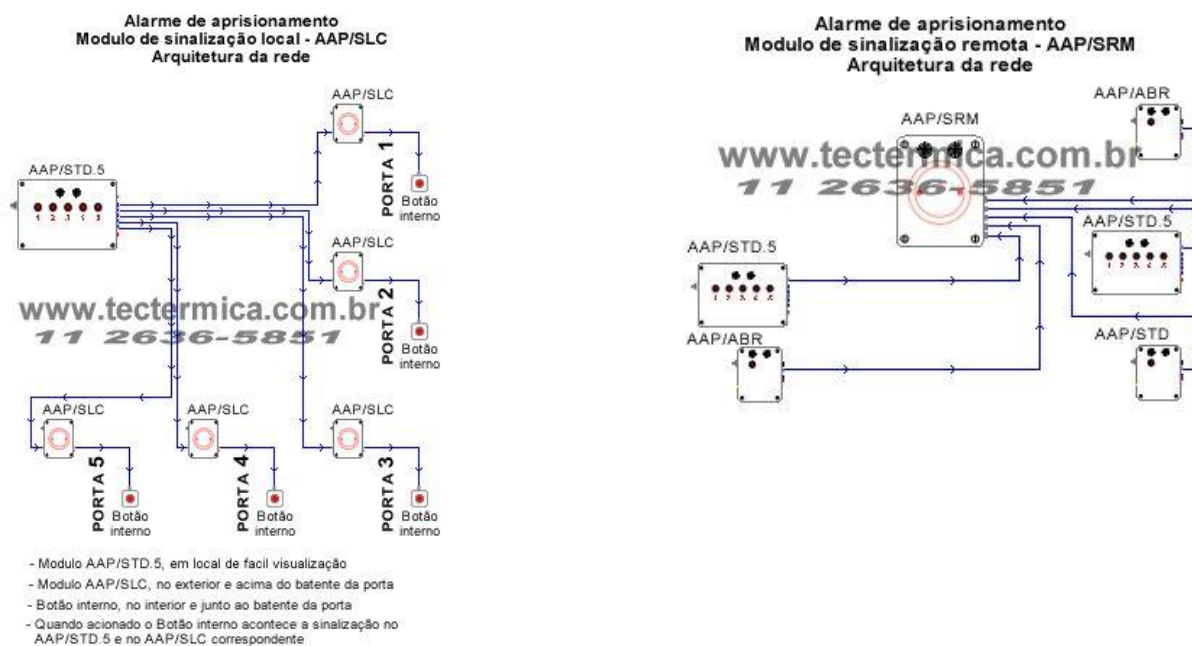 Alarme de aprisionamento
Modulo de sinalização local - AAP/SLC
Arquitetura da rede
AAP/SLC
AAP/STD.5
1 2 3 4 5
PORTA 1
Botão
interno
AAP/SLC
PORTA 2
Botão
interno
www.tectermica.com.br
11 2636-5851
AAP/SLC
PORTA 5
Botão
interno
AAP/SLC
PORTA 4
Botão
interno
AAP/SLC
PORTA 3
Botão
interno
- Modulo AAP/STD.5, em local de facil visualização
- Modulo AAP/SLC, no exterior e acima do batente da porta
- Botão interno, no interior e junto ao batente da porta
- Quando acionado o Botão interno acontece a sinalização no
AAP/STD.5 e no AAP/SLC correspondente
Alarme de aprisionamento
Modulo de sinalização remota - AAP/SRM
Arquitetura da rede
AAP/ABR
AAP/SRM
www.tectermica.com.br
11 2636-5851
AAP/STD.5
AAP/STD.5
AAP/ABR
AAP/STD